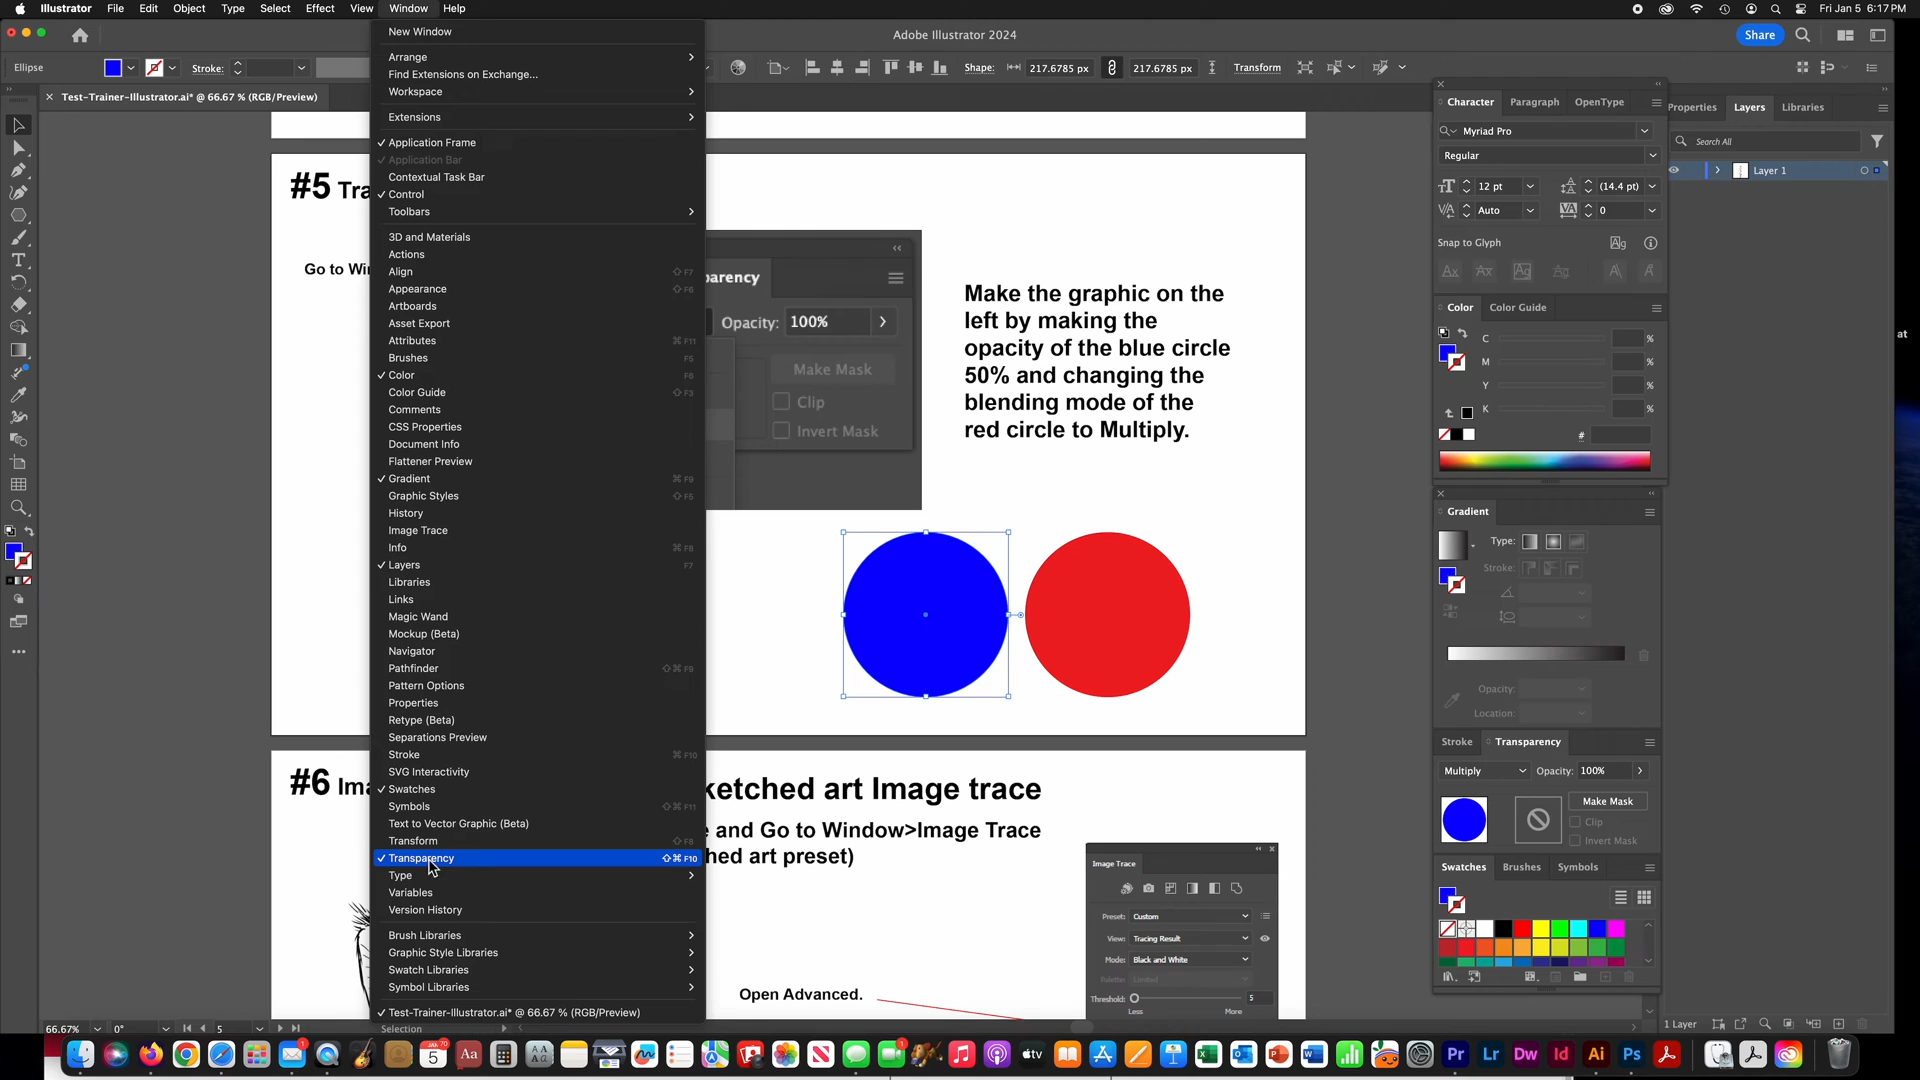 Illustrator File Edit Object Type Select Effect View Window Help
Fri Jan 5 6:17 PM
Adobe Illustrator 2024
Share
Ellipse
Stroke:
Shape:
217.6785 px
217.6785 px
Transform
Test-Trainer-Illustrator.ai* @ 66.67 % (RGB/Preview)
New Window
Arrange
Find Extensions on Exchange...
Workspace
Extensions
Application Frame
Application Bar
Contextual Task Bar
Control
Toolbars
3D and Materials
Actions
Align ⇧F7
Appearance ⇧F6
Artboards
Asset Export
Attributes ⌘F11
Brushes F5
Color F6
Color Guide ⇧F3
Comments
CSS Properties
Document Info
Flattener Preview
Gradient ⌘F9
Graphic Styles ⇧F5
History
Image Trace
Info ⌘F8
Layers F7
Libraries
Links
Magic Wand
Mockup (Beta)
Navigator
Pathfinder ⇧⌘F9
Pattern Options
Properties
Retype (Beta)
Separations Preview
Stroke ⌘F10
SVG Interactivity
Swatches
Symbols ⇧⌘F11
Text to Vector Graphic (Beta)
Transform ⇧F8
Transparency ⇧⌘F10
Type
Variables
Version History
Brush Libraries
Graphic Style Libraries
Swatch Libraries
Symbol Libraries
Test-Trainer-Illustrator.ai* @ 66.67 % (RGB/Preview)
#5 Tra
Go to Wi
parency
Opacity: 100%
Make Mask
Clip
Invert Mask
Make the graphic on the
left by making the
opacity of the blue circle
50% and changing the
blending mode of the
red circle to Multiply.
#6 Ima
ketched art Image trace
e and Go to Window>Image Trace
hed art preset)
Open Advanced.
Image Trace
Preset: Custom
View: Tracing Result
Mode: Black and White
Palette: Limited
Threshold: 5
Less More
Character Paragraph OpenType
Myriad Pro
Regular
12 pt (14.4 pt)
Auto 0
Snap to Glyph
Color Color Guide
C %
M %
Y %
K %
#
Gradient
Type:
Stroke:
Opacity:
Location:
Stroke Transparency
Multiply Opacity: 100%
Make Mask
Clip
Invert Mask
Swatches Brushes Symbols
Properties Layers Libraries
Search All
Layer 1
1 Layer
at
66.67% 0° 5 Selection